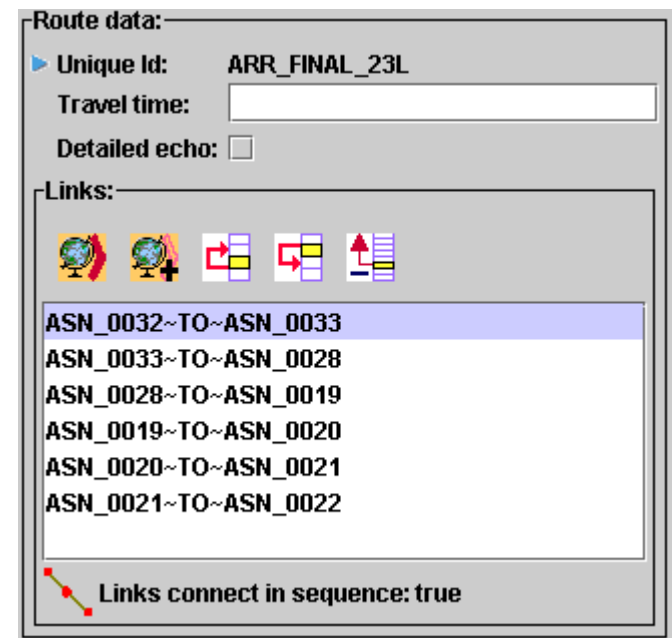 Route data:
Unique Id: ARR_FINAL_23L
Travel time:
Detailed echo:
Links:
ASN_0032~TO~ASN_0033
ASN_0033~TO~ASN_0028
ASN_0028~TO~ASN_0019
ASN_0019~TO~ASN_0020
ASN_0020~TO~ASN_0021
ASN_0021~TO~ASN_0022
Links connect in sequence: true